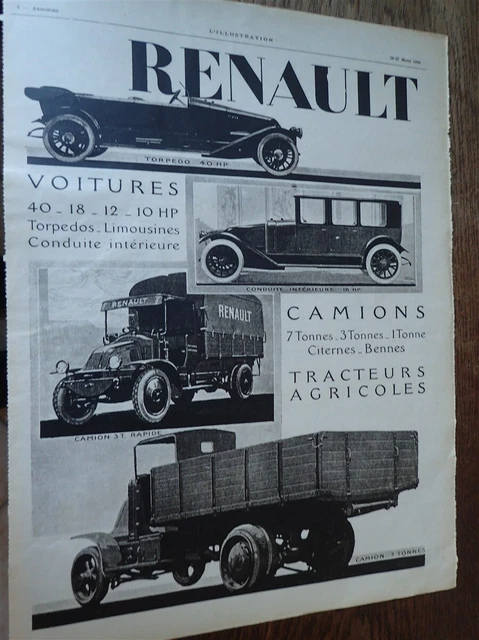 L'ILLUSTRATION
RENAULT
TORPEDO 40 HP
VOITURES
40 _ 18 _ 12 _ 10 HP
Torpedos _ Limousines
Conduite intérieure
CONDUITE INTÉRIEURE 18 HP
RENAULT
RENAULT
CAMION 3T. RAPIDE
CAMIONS
7 Tonnes _ 3 Tonnes _ 1 Tonne
Citernes _ Bennes
TRACTEURS
AGRICOLES
CAMION 7 TONNES